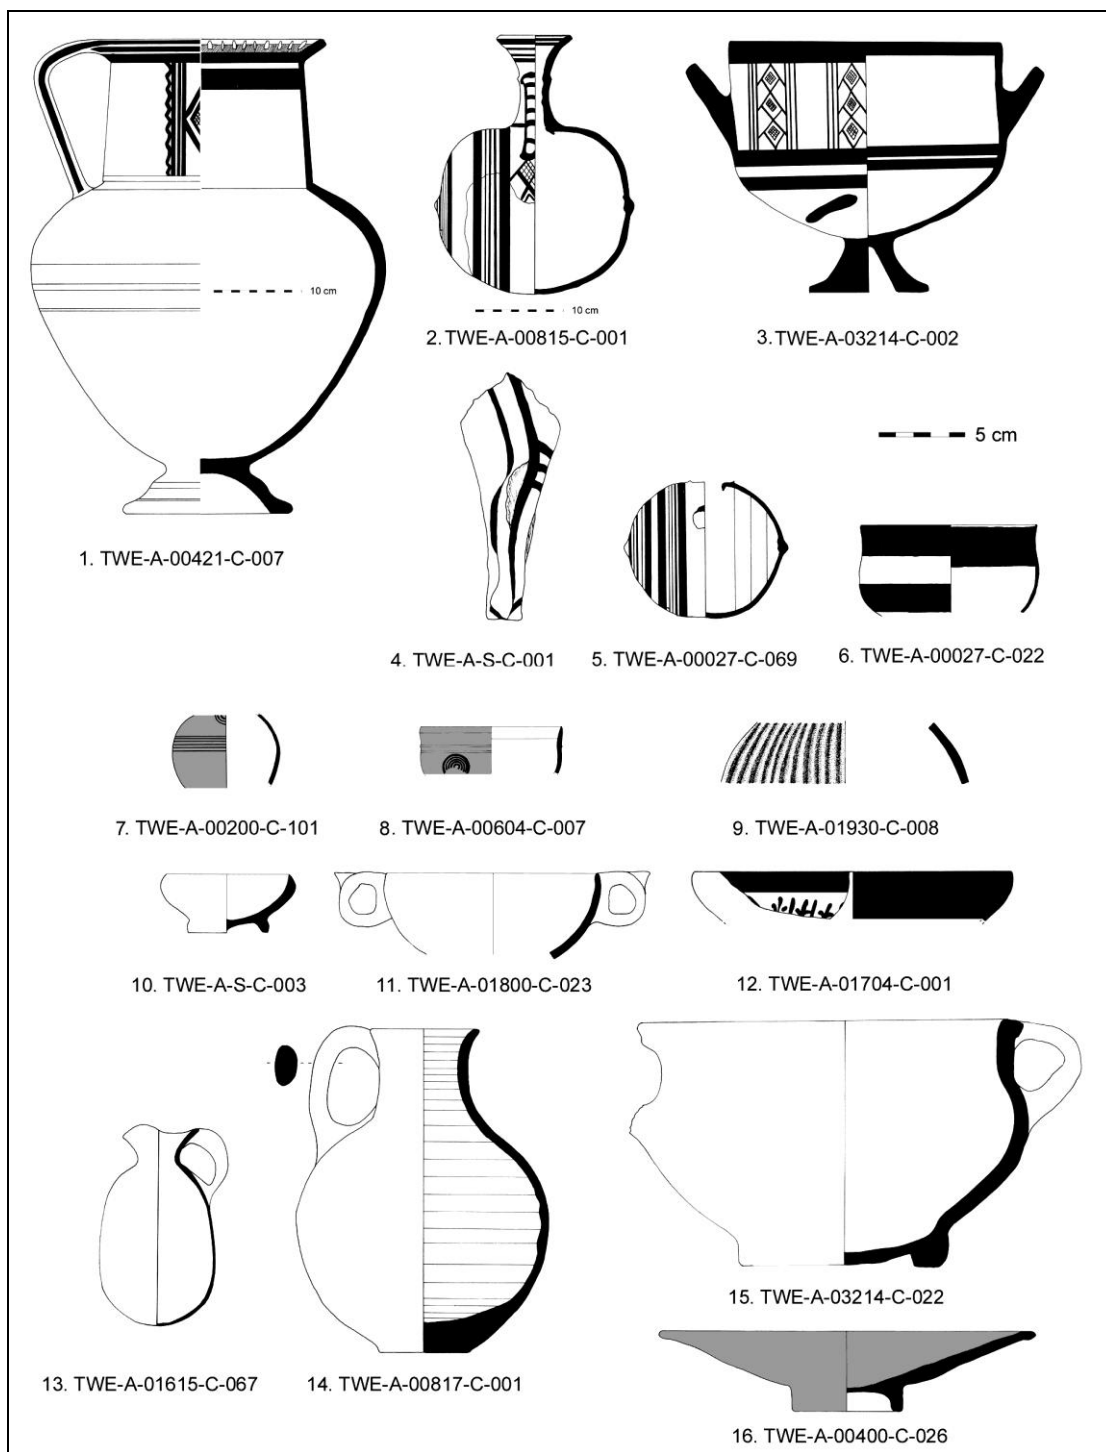 10 cm
1. TWE-A-00421-C-007
10 cm
2. TWE-A-00815-C-001
3. TWE-A-03214-C-002
5 cm
4. TWE-A-S-C-001
5. TWE-A-00027-C-069
6. TWE-A-00027-C-022
7. TWE-A-00200-C-101
8. TWE-A-00604-C-007
9. TWE-A-01930-C-008
10. TWE-A-S-C-003
11. TWE-A-01800-C-023
12. TWE-A-01704-C-001
13. TWE-A-01615-C-067
14. TWE-A-00817-C-001
15. TWE-A-03214-C-022
16. TWE-A-00400-C-026